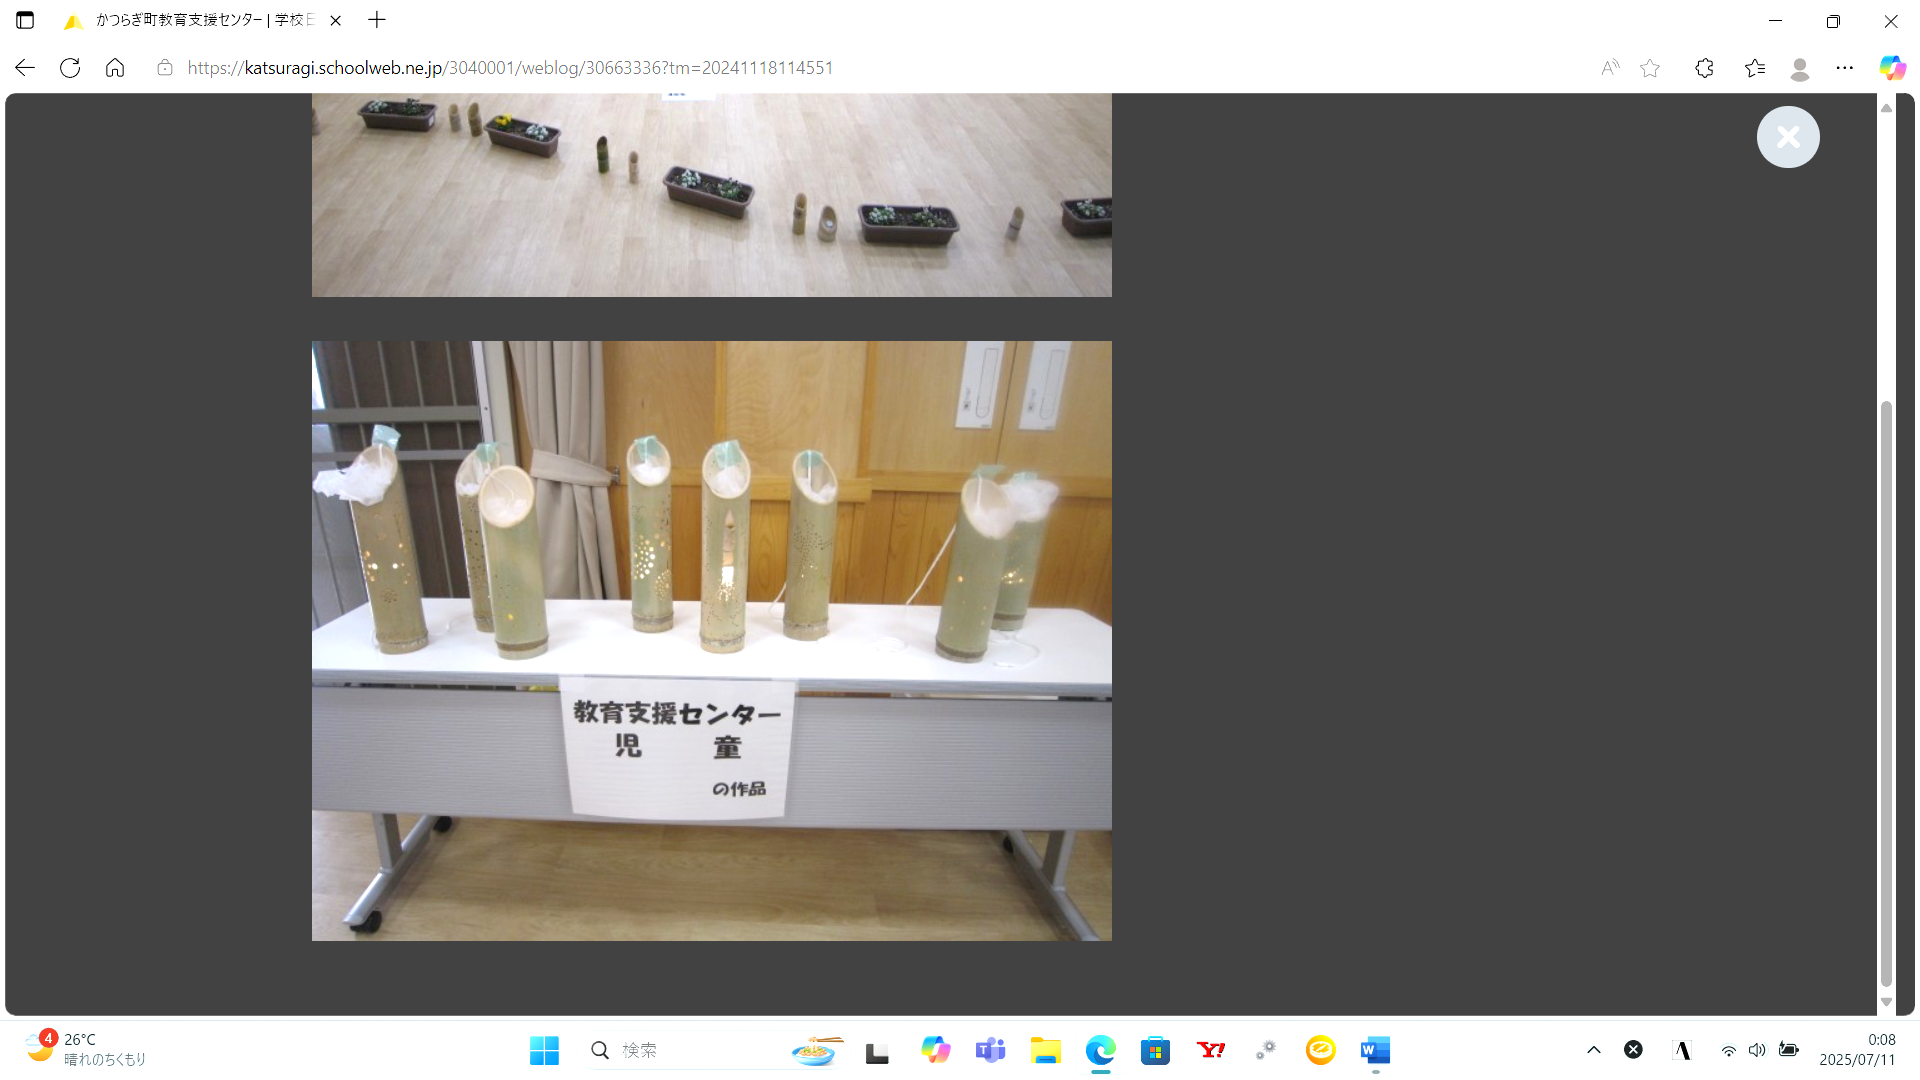 かつらぎ町教育支援センター | 学校日
https://katsuragi.schoolweb.ne.jp/3040001/weblog/30663336?tm=20241118114551
教育支援センター
児 童
の作品
4
26°C
晴れのちくもり
検索
0:08
2025/07/11